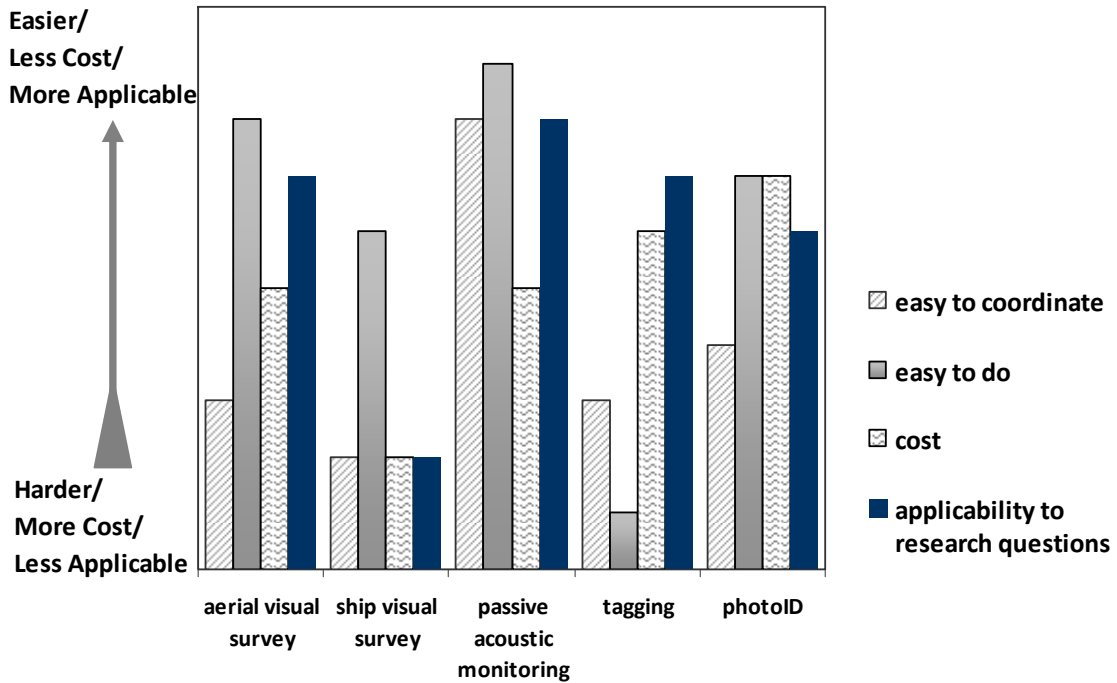 Easier/
Less Cost/
More Applicable
Harder/
More Cost/
Less Applicable
aerial visual
survey
ship visual
survey
passive
acoustic
monitoring
tagging
photoID
easy to coordinate
easy to do
cost
applicability to
research questions